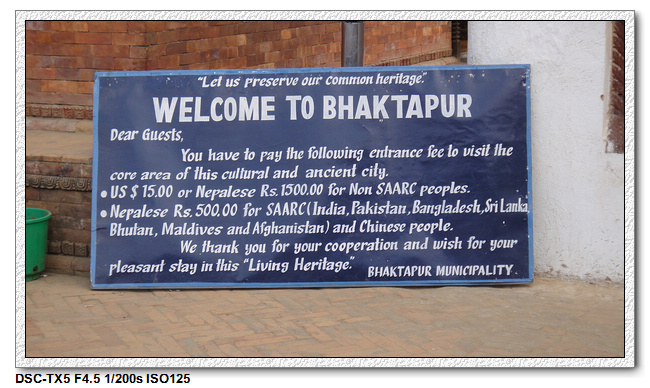 "Let us preserve our common heritage"
WELCOME TO BHAKTAPUR
Dear Guests,
You have to pay the following entrance fee to visit the
core area of this cultural and ancient city.
• US $ 15.00 or Nepalese Rs. 1500.00 for Non SAARC peoples.
• Nepalese Rs. 500.00 for SAARC (India, Pakistan, Bangladesh, Sri Lanka,
Bhutan, Maldives and Afghanistan) and Chinese people.
We thank you for your cooperation and wish for your
pleasant stay in this "Living Heritage."
BHAKTAPUR MUNICIPALITY
DSC-TX5 F4.5 1/200s ISO125